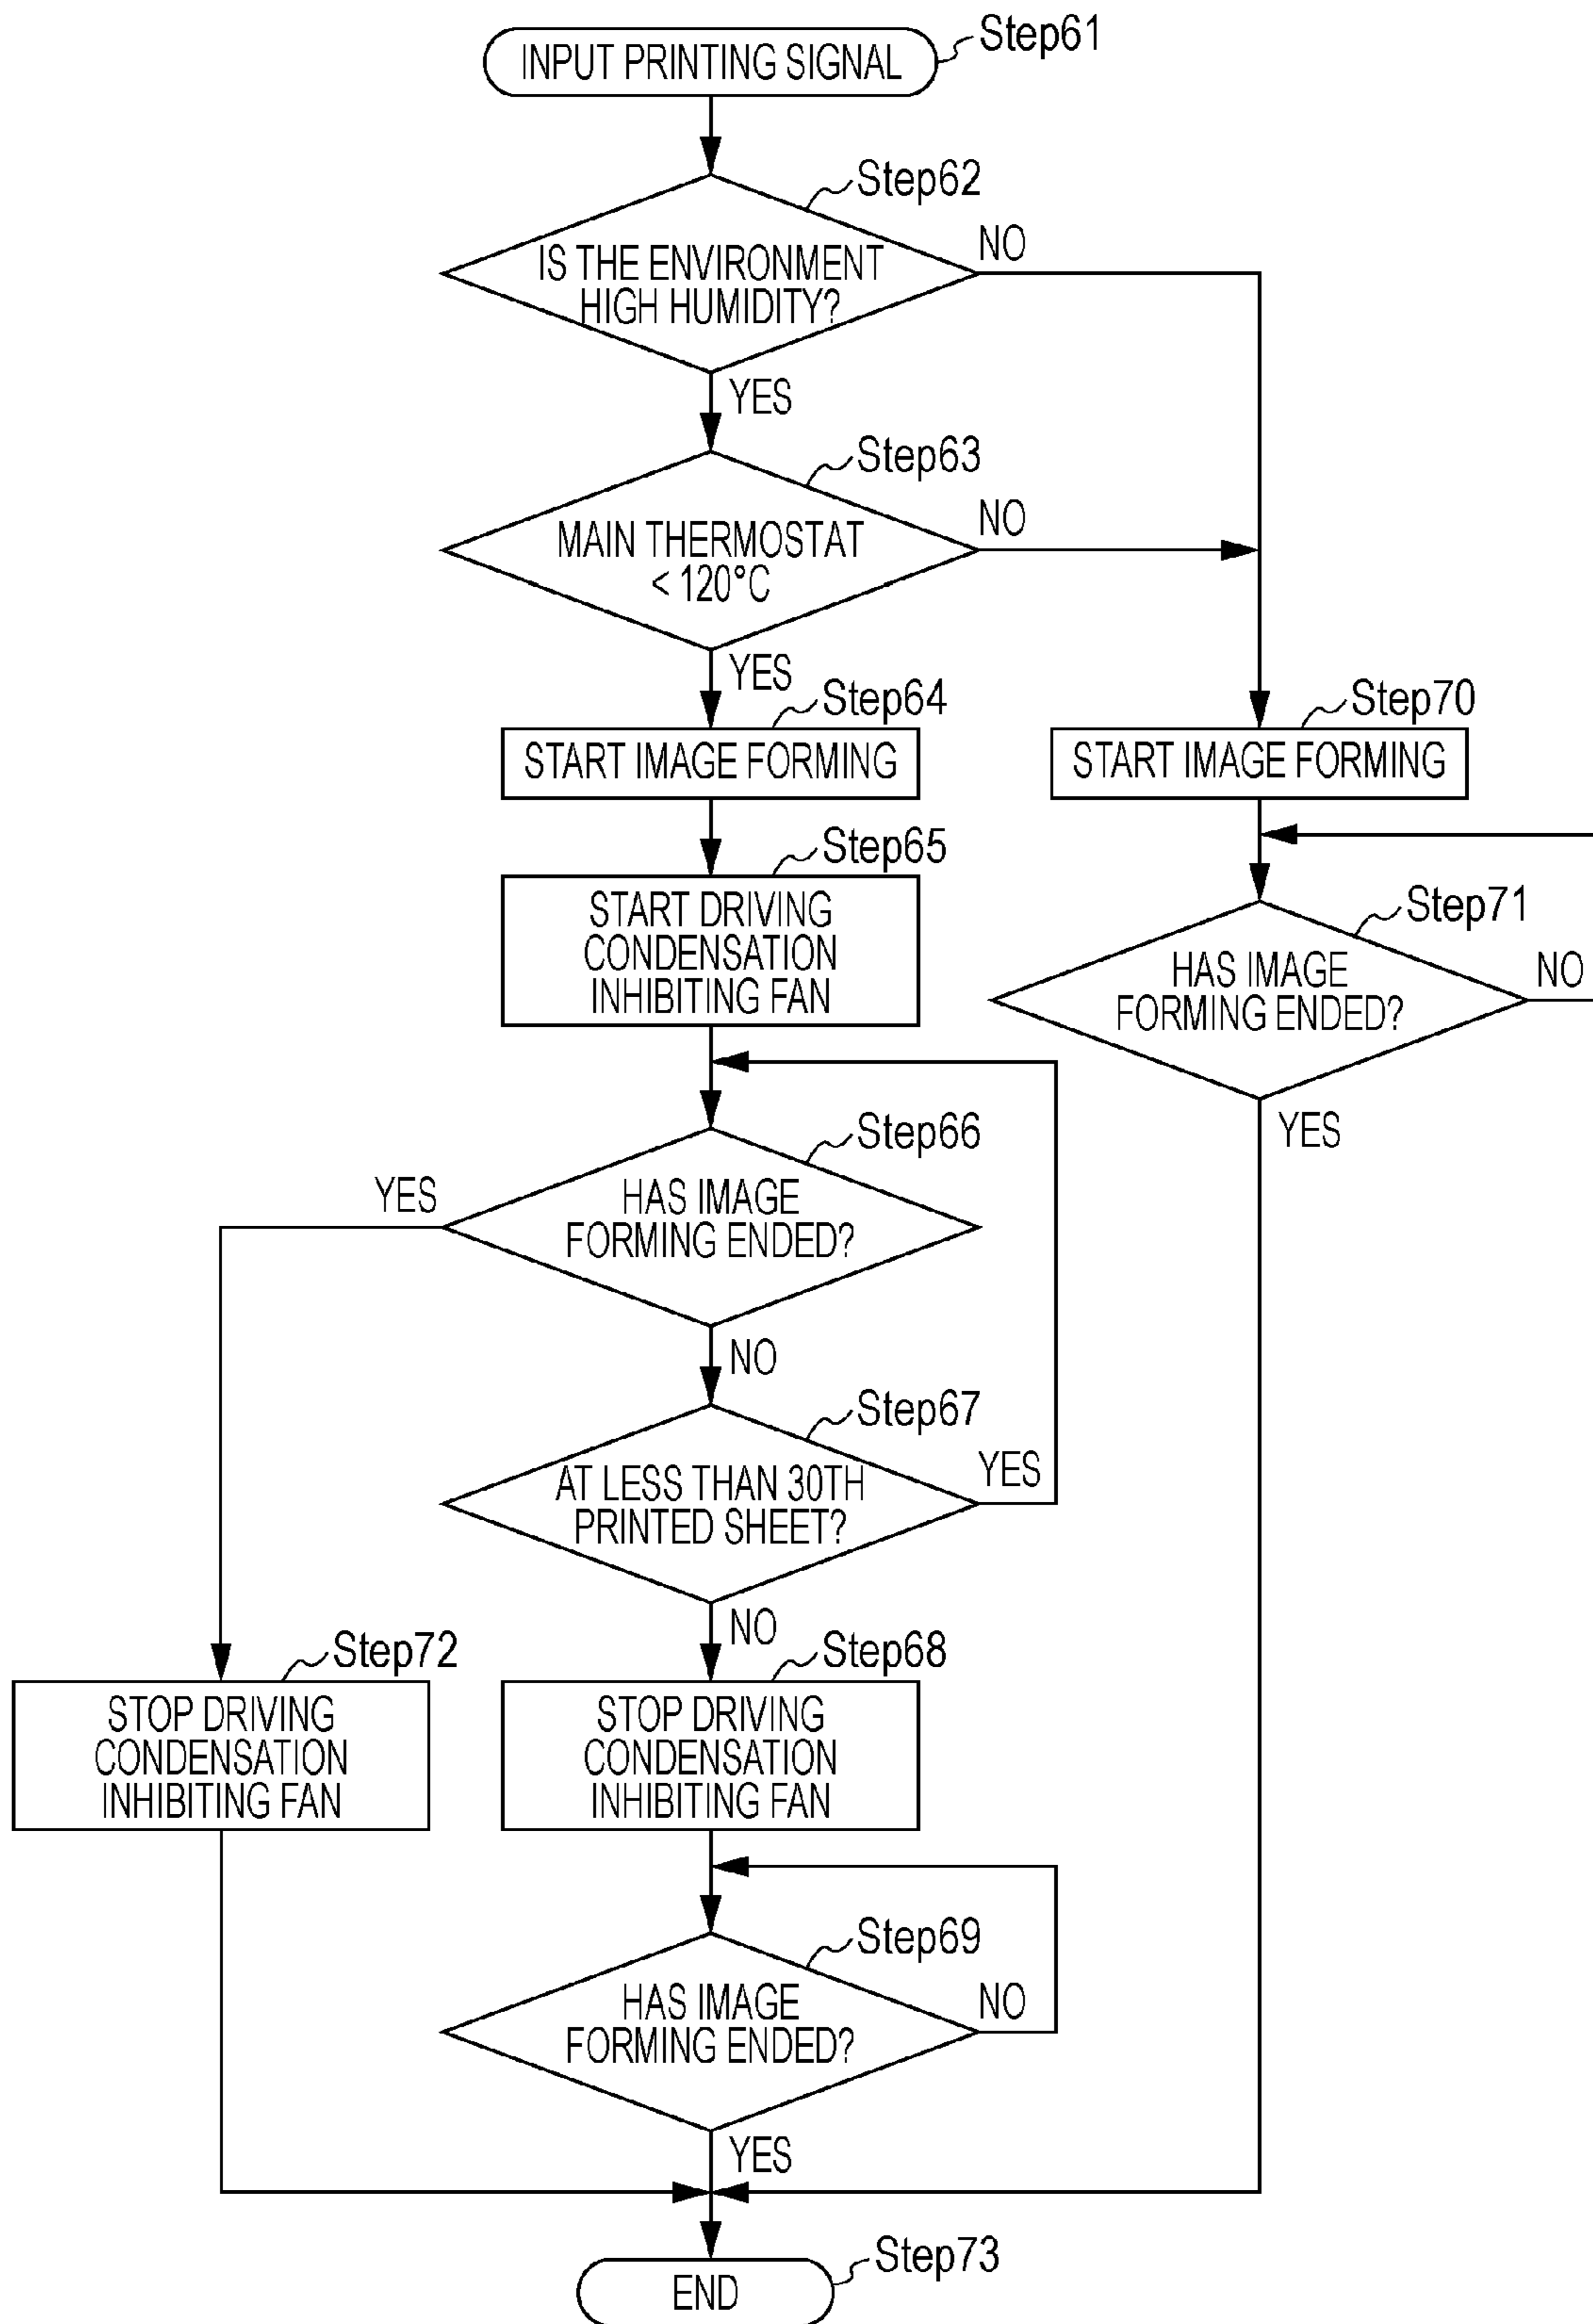 INPUT PRINTING SIGNAL
Step61
Step62
IS THE ENVIRONMENT
HIGH HUMIDITY?
NO
YES
Step63
MAIN THERMOSTAT
< 120°C
NO
YES
Step64
START IMAGE FORMING
Step70
START IMAGE FORMING
Step65
START DRIVING
CONDENSATION
INHIBITING FAN
Step71
HAS IMAGE
FORMING ENDED?
NO
YES
Step66
HAS IMAGE
FORMING ENDED?
YES
NO
Step67
AT LESS THAN 30TH
PRINTED SHEET?
YES
NO
Step72
STOP DRIVING
CONDENSATION
INHIBITING FAN
Step68
STOP DRIVING
CONDENSATION
INHIBITING FAN
Step69
HAS IMAGE
FORMING ENDED?
NO
YES
Step73
END